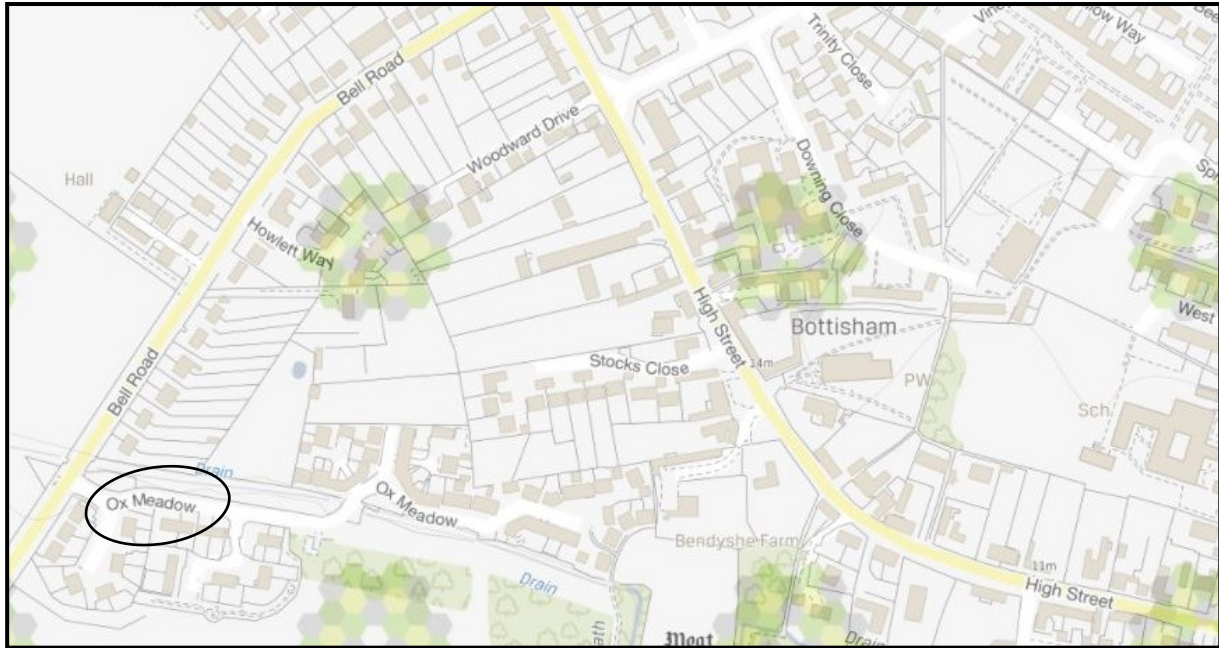 Bell Road
Trinity Close
Woodward Drive
Hall
Downing Close
Howlett Way
High Street
West
Bottisham
14m
Stocks Close
PW
Bell Road
Sch
Drain
Ox Meadow
Ox Meadow
Bendyshe Farm
11m
High Street
Drain
Moat
Drain